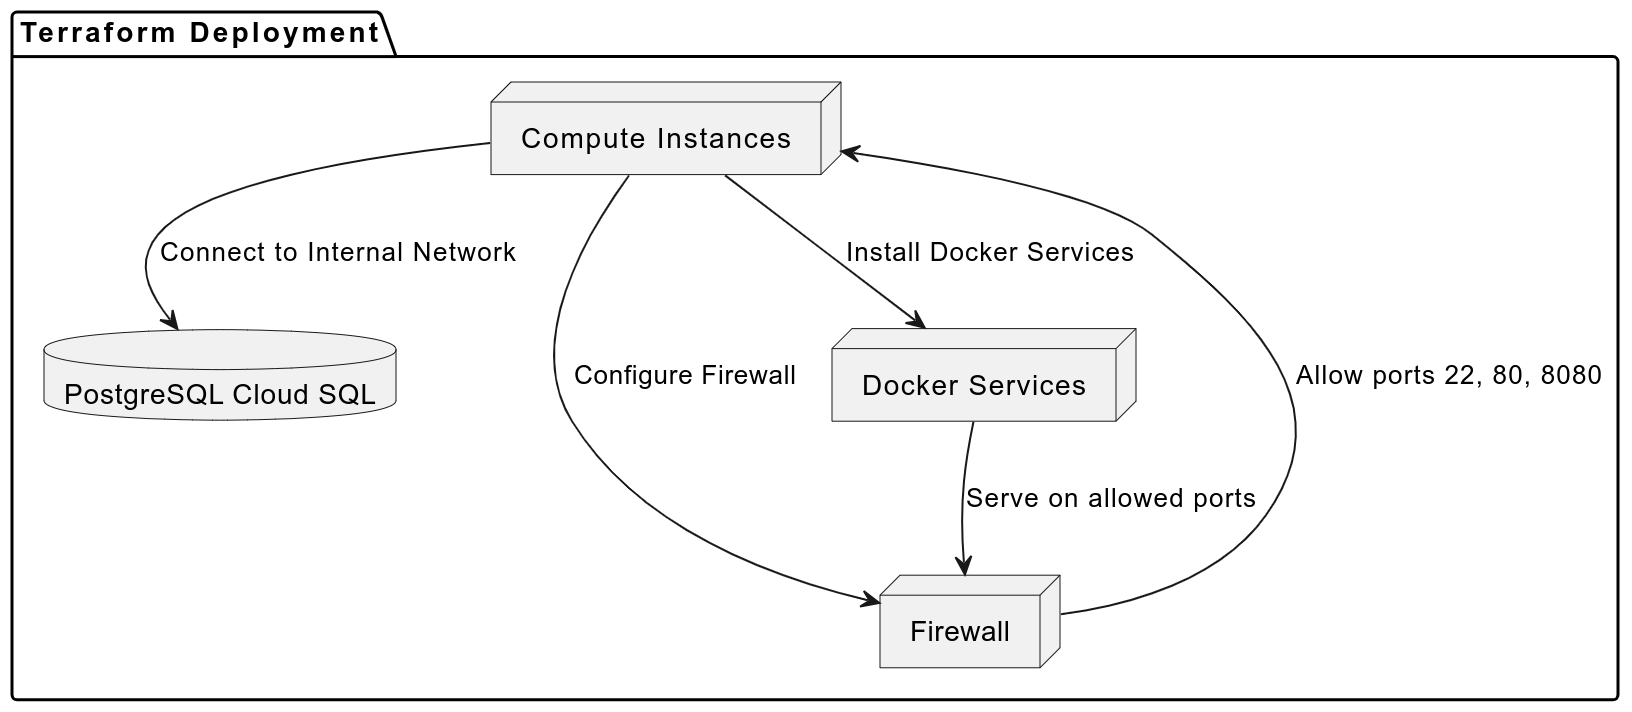 Terraform Deployment
Compute Instances
Connect to Internal Network
Install Docker Services
PostgreSQL Cloud SQL
Configure Firewall
Docker Services
Allow ports 22, 80, 8080
Serve on allowed ports
Firewall